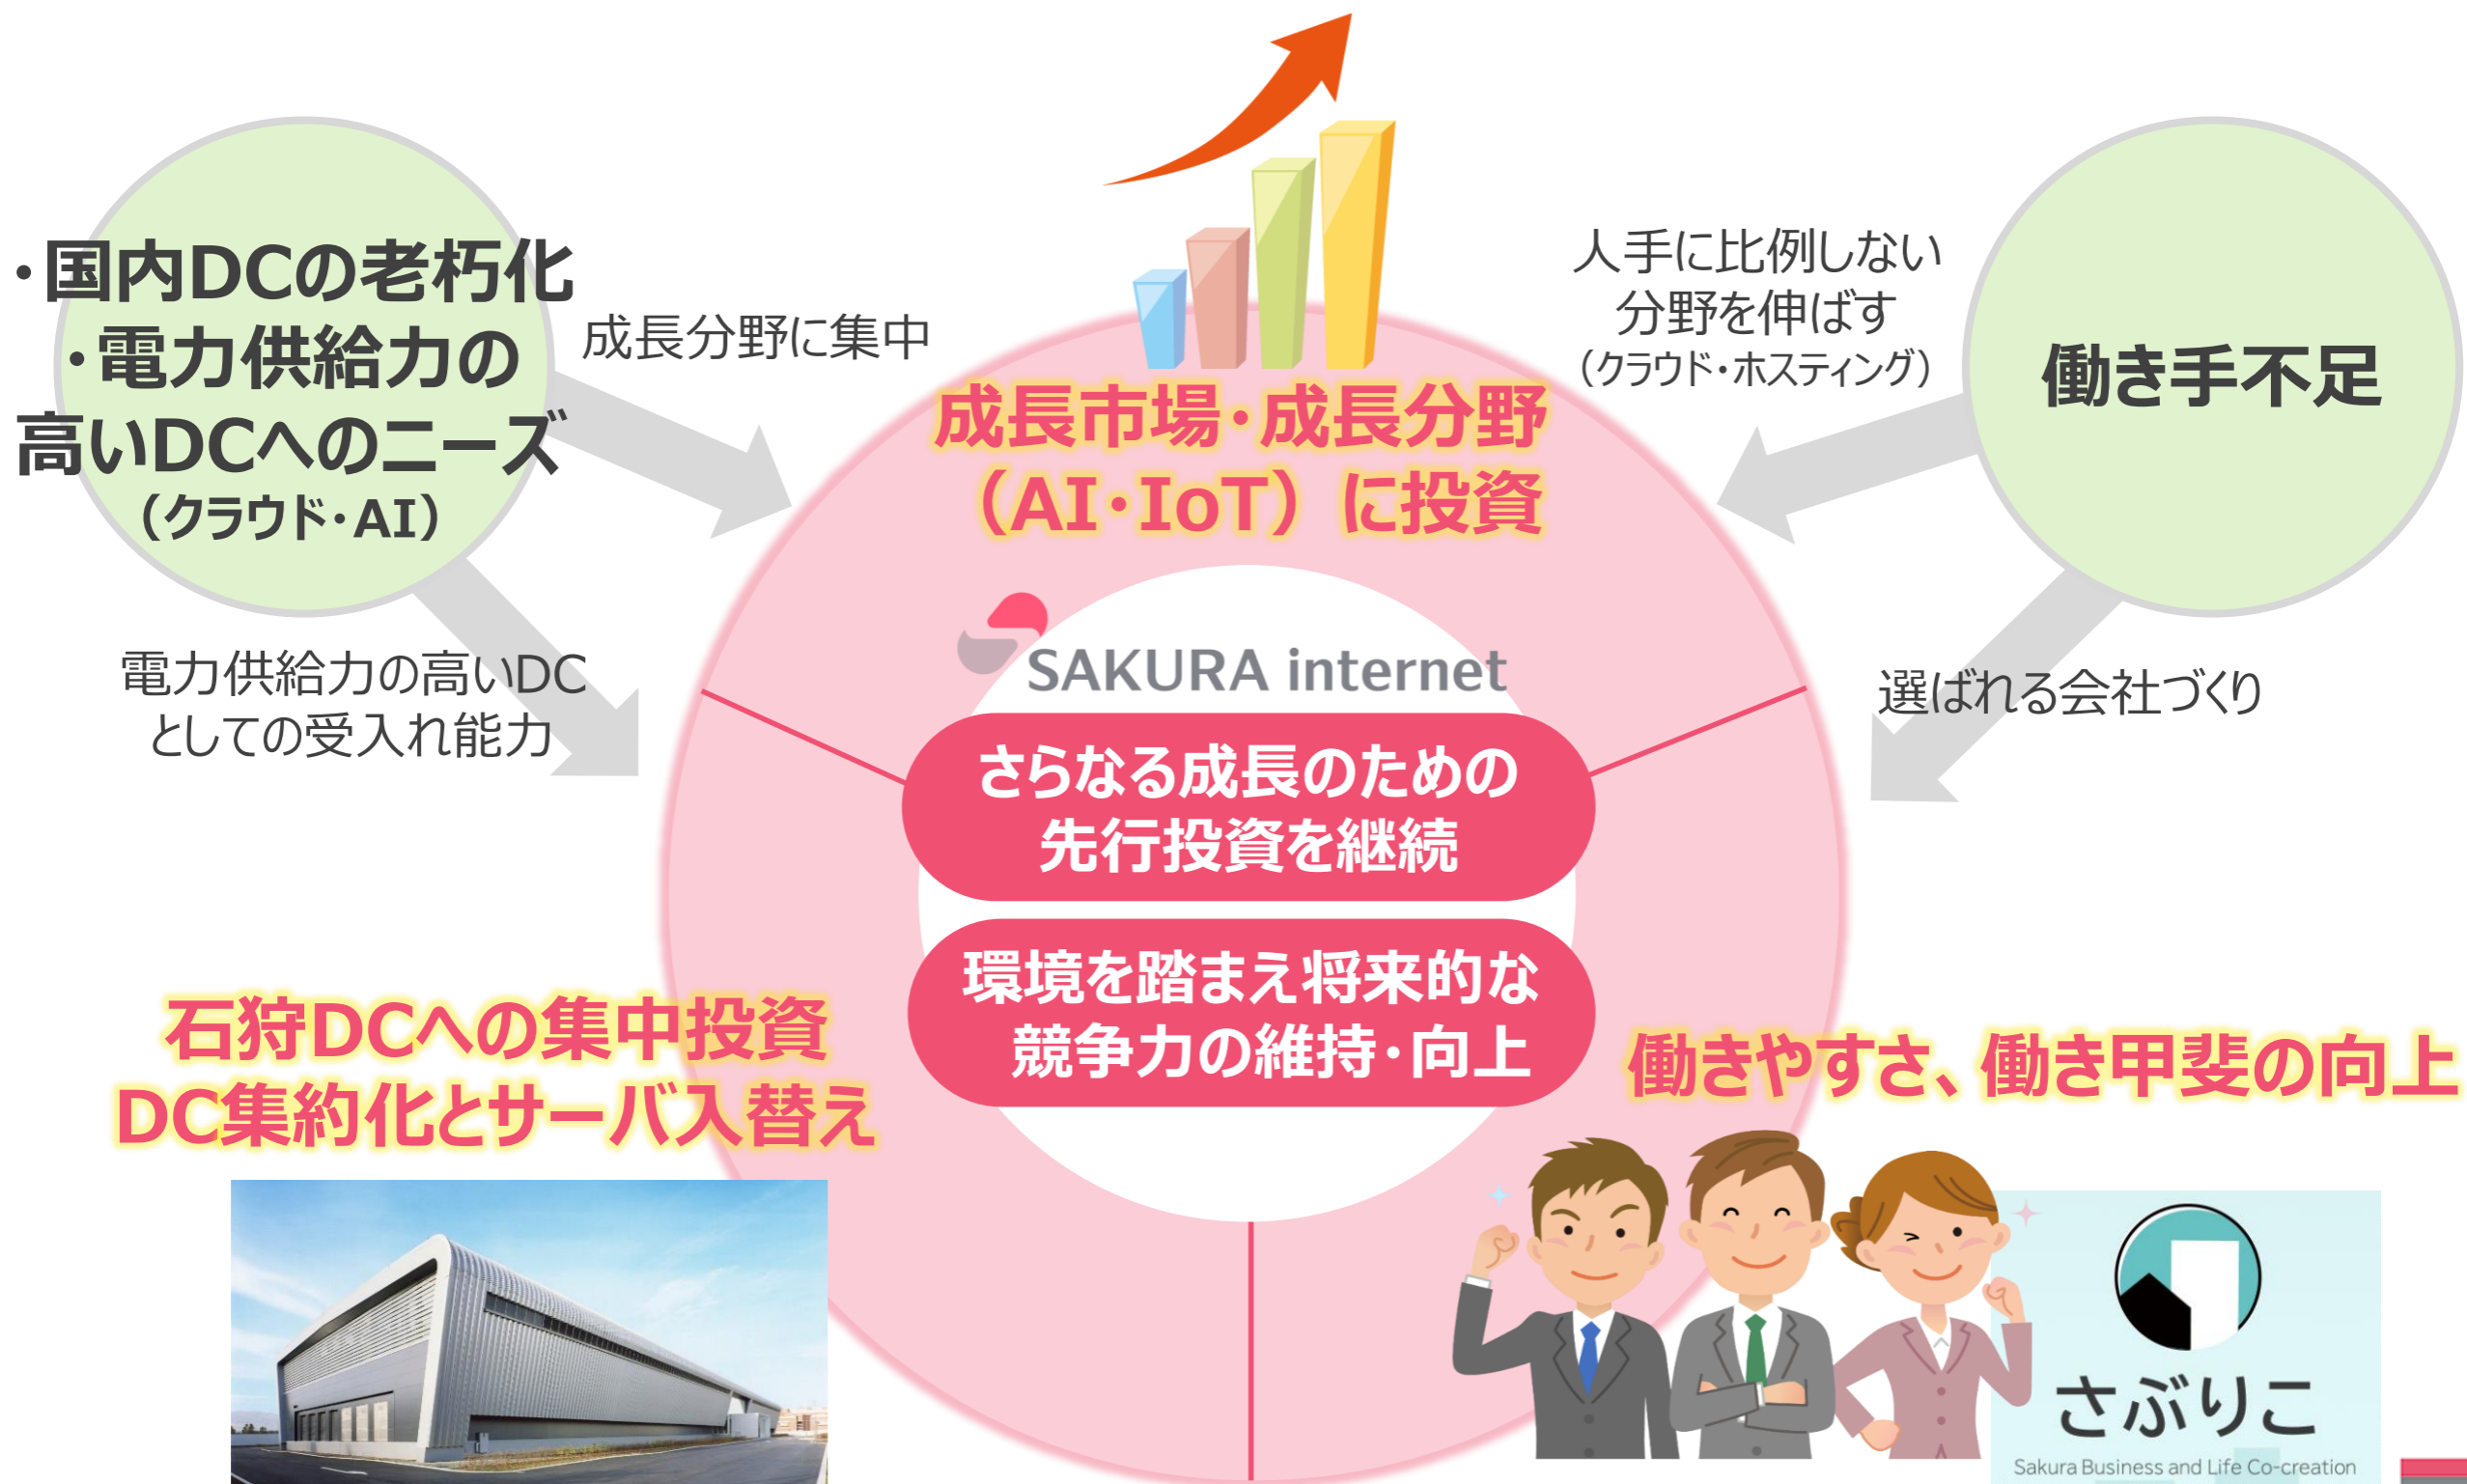 ・国内DCの老朽化
・電力供給力の
高いDCへのニーズ
（クラウド・AI）
成長分野に集中
電力供給力の高いDC
としての受入れ能力
成長市場・成長分野
（AI・IoT）に投資
人手に比例しない
分野を伸ばす
（クラウド・ホスティング）
働き手不足
選ばれる会社づくり
SAKURA internet
さらなる成長のための
先行投資を継続
環境を踏まえ将来的な
競争力の維持・向上
石狩DCへの集中投資
DC集約化とサーバ入替え
働きやすさ、働き甲斐の向上
さぶりこ
Sakura Business and Life Co-creation